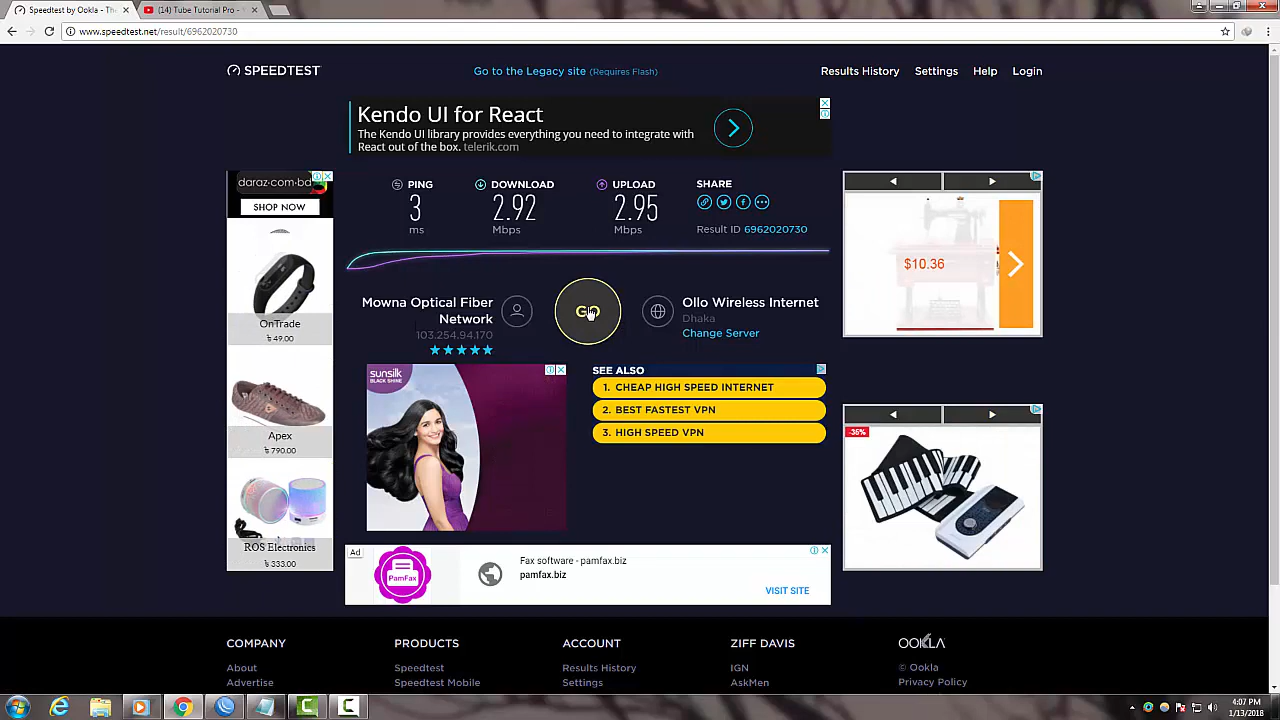 Speedtest by Ookla - The
(14) Tube Tutorial Pro -
www.speedtest.net/result/6962020730
SPEEDTEST
Go to the Legacy site (Requires Flash)
Results History
Settings
Help
Login
Kendo UI for React
The Kendo UI library provides everything you need to integrate with
React out of the box. telerik.com
daraz.com.bd
SHOP NOW
OnTrade
৳ 49.00
Apex
৳ 790.00
ROS Electronics
৳ 333.00
PING
3
ms
DOWNLOAD
2.92
Mbps
UPLOAD
2.95
Mbps
SHARE
Result ID 6962020730
Mowna Optical Fiber
Network
103.254.94.170
GO
Ollo Wireless Internet
Dhaka
Change Server
sunsilk
BLACK SHINE
SEE ALSO
1. CHEAP HIGH SPEED INTERNET
2. BEST FASTEST VPN
3. HIGH SPEED VPN
$10.36
-35%
Ad
PamFax
Fax software - pamfax.biz
pamfax.biz
VISIT SITE
COMPANY
About
Advertise
PRODUCTS
Speedtest
Speedtest Mobile
ACCOUNT
Results History
Settings
ZIFF DAVIS
IGN
AskMen
OOKLA
© Ookla
Privacy Policy
4:07 PM
1/13/2018